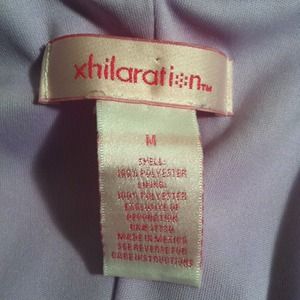 xhilaration™
M
SHELL:
100% POLYESTER
LINING:
100% POLYESTER
EXCLUSIVE OF
DECORATION
MADE IN MEXICO
SEE REVERSE FOR
CARE INSTRUCTIONS